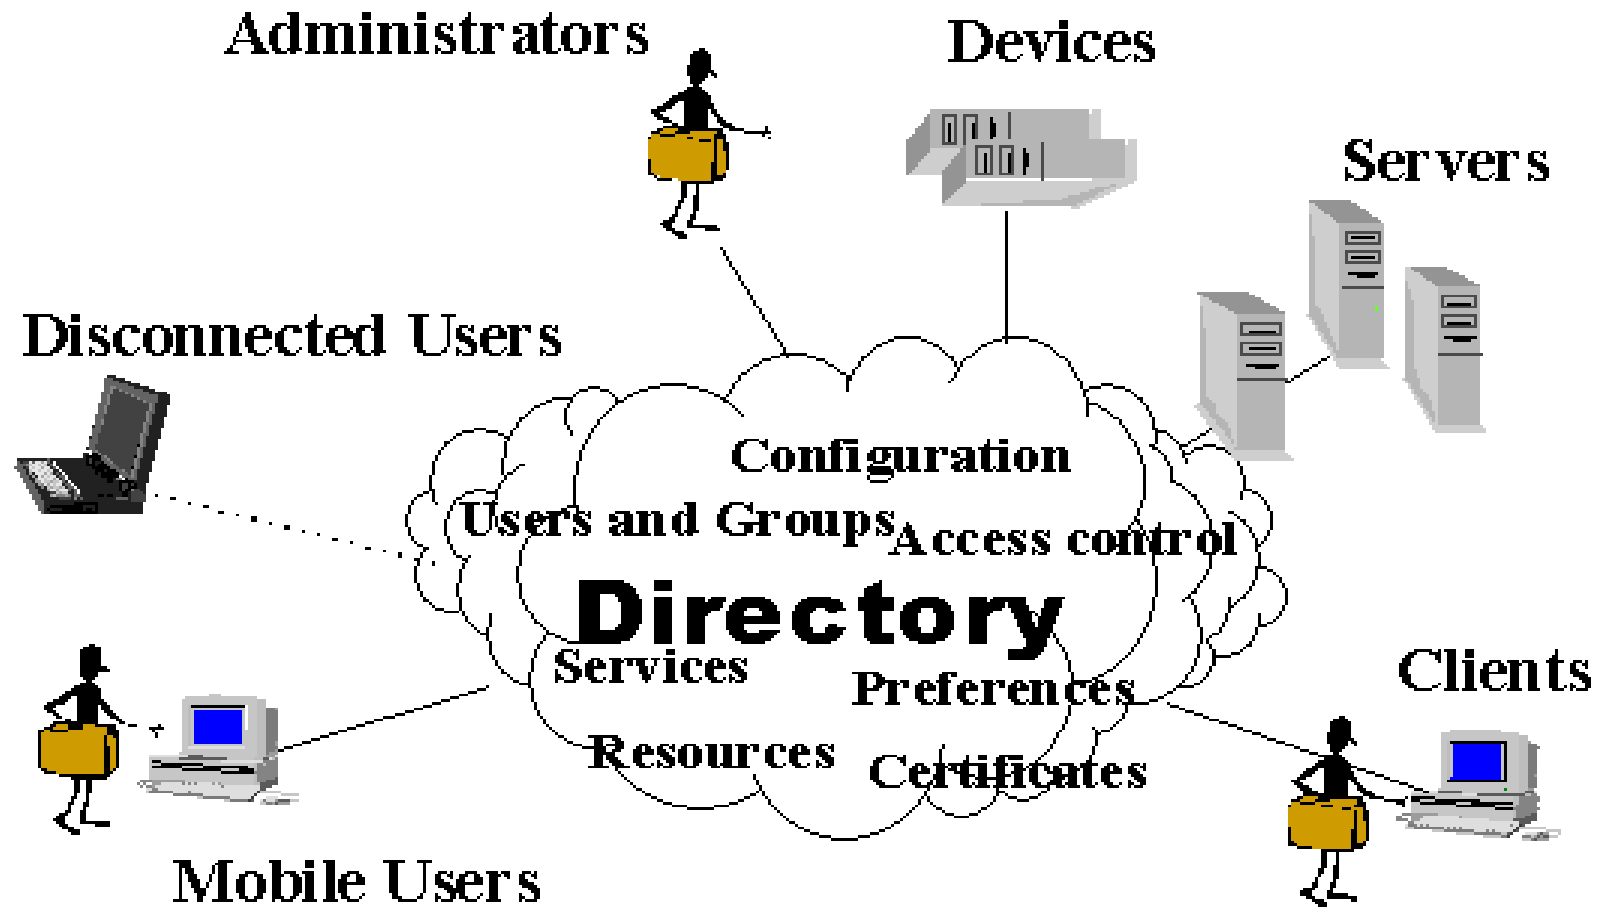 Administrators
Devices
Servers
Disconnected Users
Configuration
Users and Groups
Access control
Directory
Services
Preferences
Clients
Resources
Certificates
Mobile Users